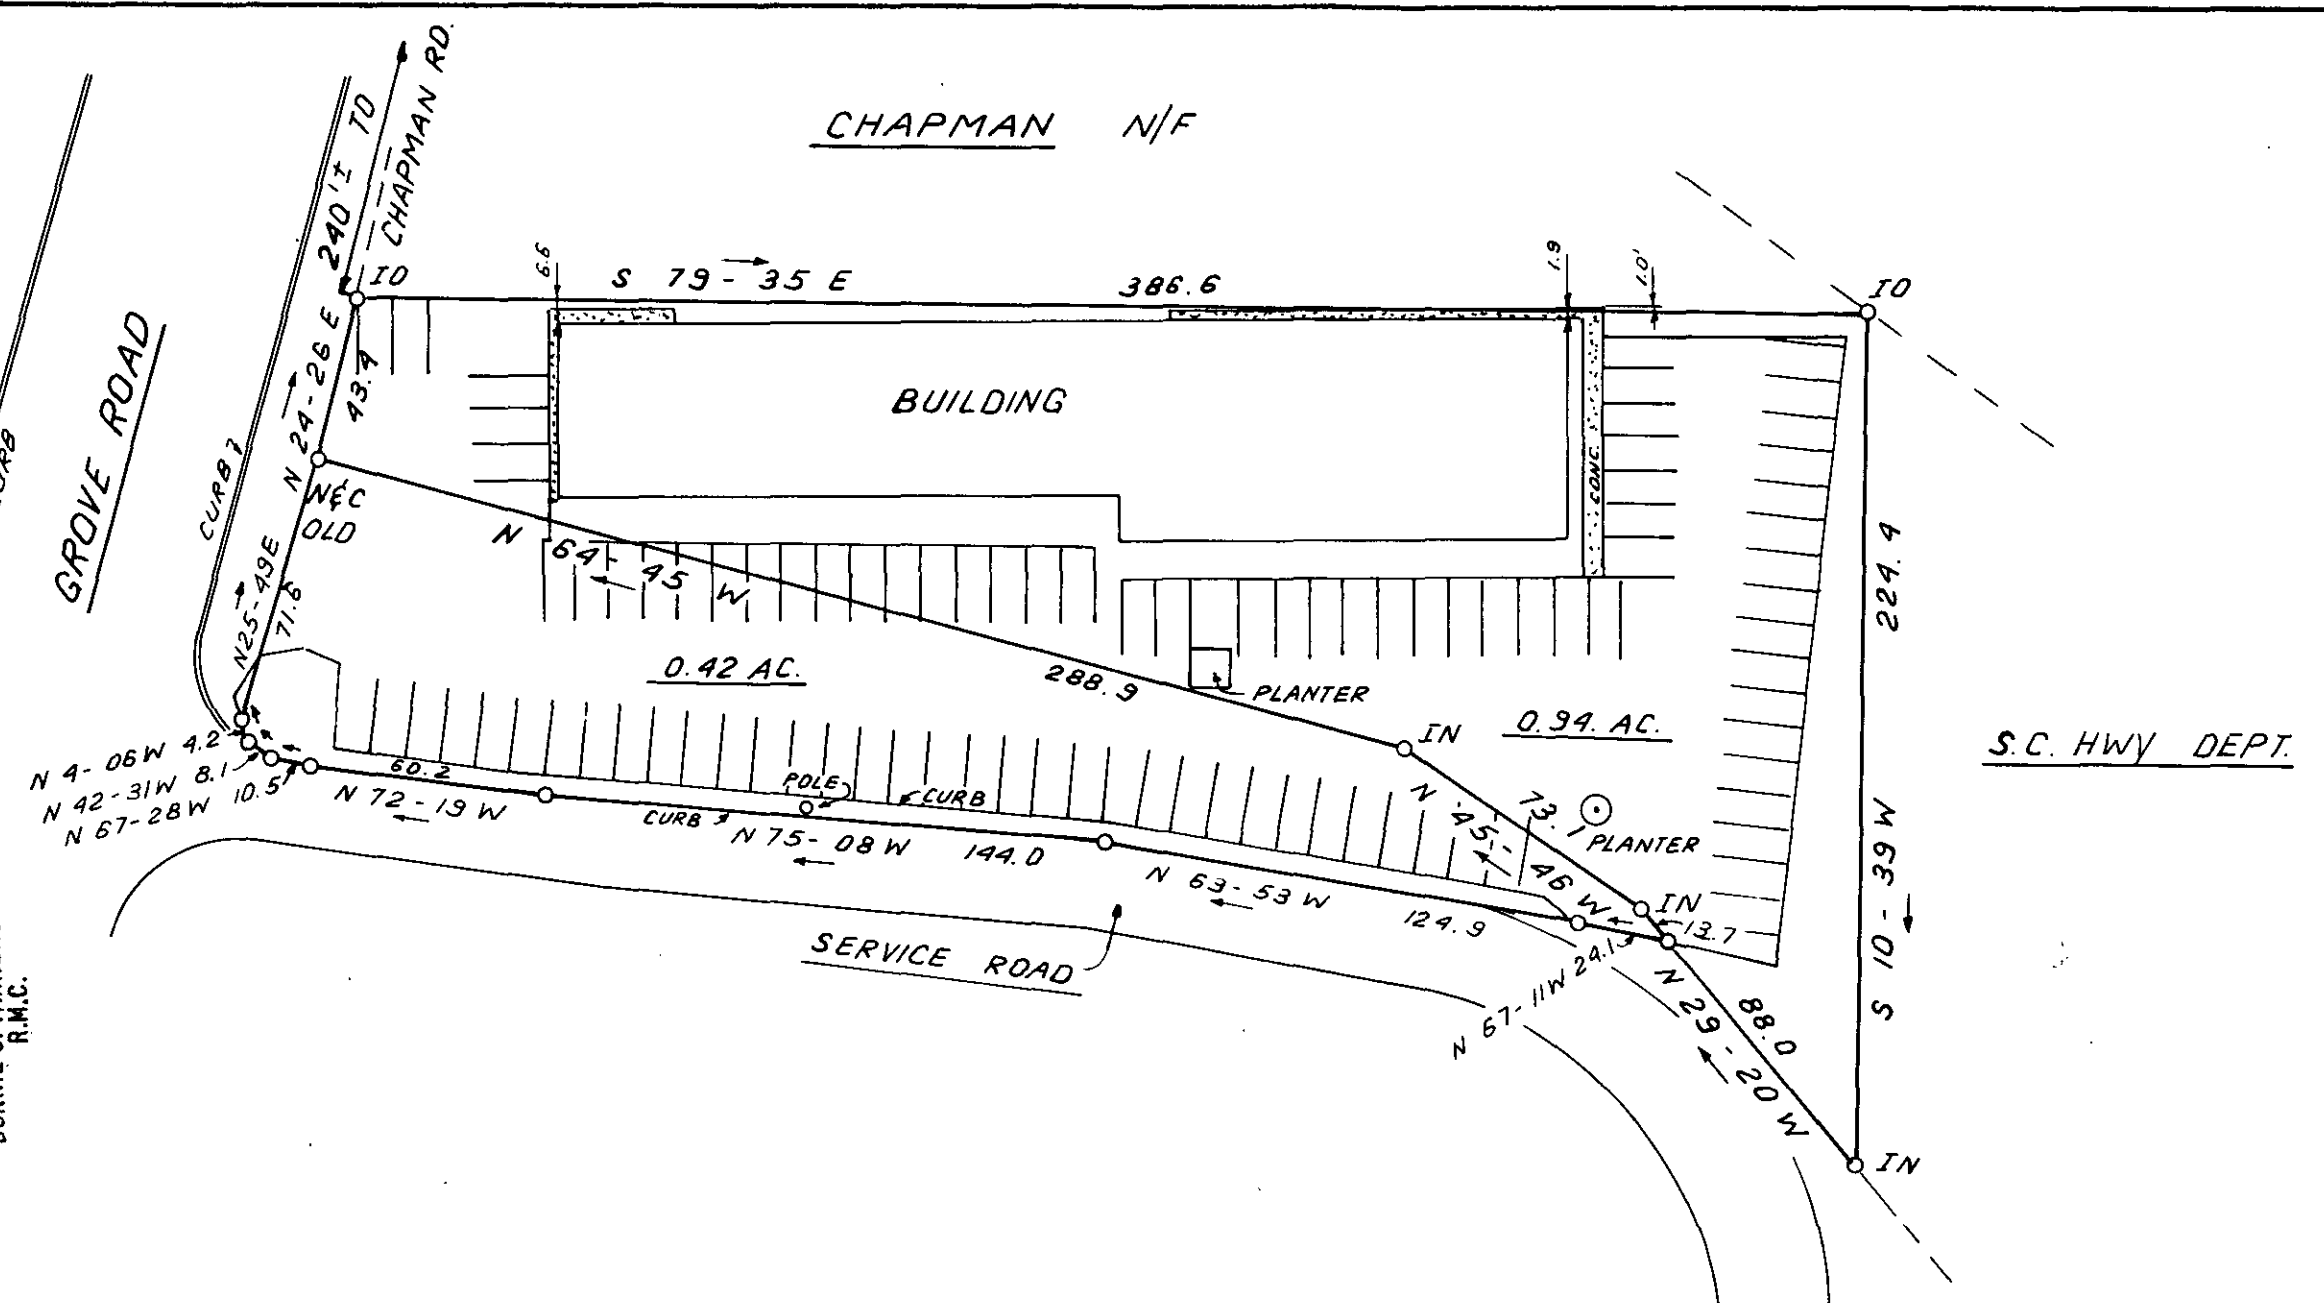 CHAPMAN N/F
240'± TO
CHAPMAN RD.
IO
6.6
S 79-35 E
386.6
1.9
1.0'
IO
GROVE ROAD
CURB
N 24-26 E
43.4
BUILDING
CONC.
N&C
OLD
N 64-45 W
288.9
N25-49E
71.6
0.42 AC.
PLANTER
IN
0.94. AC.
224.4
S 10-39 W
S.C. HWY DEPT.
N 4-06W 4.2
N 42-31W 8.1
N 67-28W 10.5
60.2
N 72-19 W
POLE
CURB
CURB
N 75-08 W 144.0
N 63-53 W
124.9
N 45-46 W
73.1
PLANTER
IN
13.7
N 67-11W 24.1
SERVICE ROAD
N 29-20 W
88.0
IN
R.M.C.